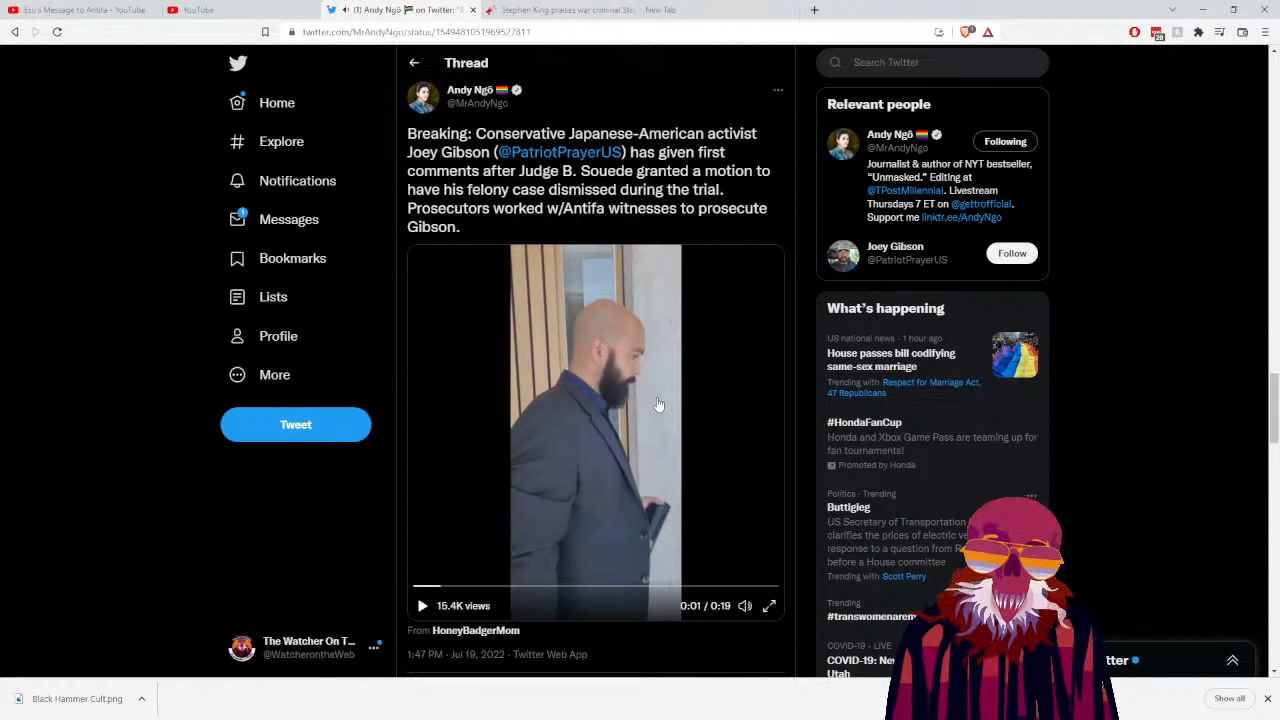 Esu's Message to Antifa - YouTube
YouTube
(1) Andy Ngô on Twitter: "B
Stephen King praises war criminal Ste
New Tab
twitter.com/MrAndyNgo/status/1549481051969527811
Home
Explore
Notifications
Messages
Bookmarks
Lists
Profile
More
Tweet
The Watcher On T...
@WatcherontheWeb
Thread
Andy Ngô
@MrAndyNgo
Breaking: Conservative Japanese-American activist
Joey Gibson (@PatriotPrayerUS) has given first
comments after Judge B. Souede granted a motion to
have his felony case dismissed during the trial.
Prosecutors worked w/Antifa witnesses to prosecute
Gibson.
15.4K views
0:01 / 0:19
From HoneyBadgerMom
1:47 PM · Jul 19, 2022 · Twitter Web App
Search Twitter
Relevant people
Andy Ngô
@MrAndyNgo
Following
Journalist & author of NYT bestseller,
"Unmasked." Editing at
@TPostMillennial. Livestream
Thursdays 7 ET on @gettrofficial.
Support me linktr.ee/AndyNgo
Joey Gibson
@PatriotPrayerUS
Follow
What's happening
US national news · 1 hour ago
House passes bill codifying
same-sex marriage
Trending with Respect for Marriage Act,
47 Republicans
#HondaFanCup
Honda and Xbox Game Pass are teaming up for
fan tournaments!
Promoted by Honda
Politics · Trending
Buttigieg
US Secretary of Transportation
clarifies the prices of electric ve
response to a question from R
before a House committee
Trending with Scott Perry
Trending
#transwomenarem
COVID-19 · LIVE
COVID-19: Ne
Utah
tter
Black Hammer Cult.png
Show all